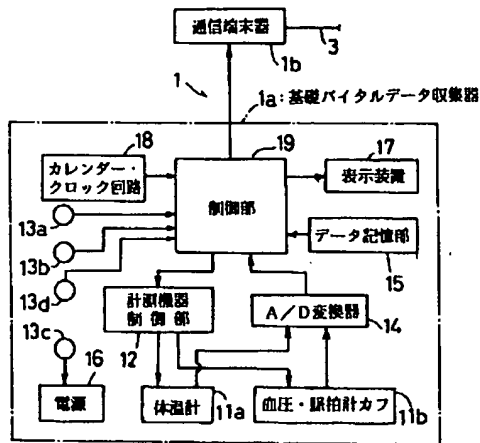 通信端末器
3
1b
1
1a:基礎バイタルデータ収集器
18
19
17
カレンダー・
クロック回路
制御部
表示装置
13a
13b
データ記憶部
15
13d
計測機器
制御部
12
A/D変換器
14
13c
16
電源
体温計
11a
血圧・脈拍計カフ
11b